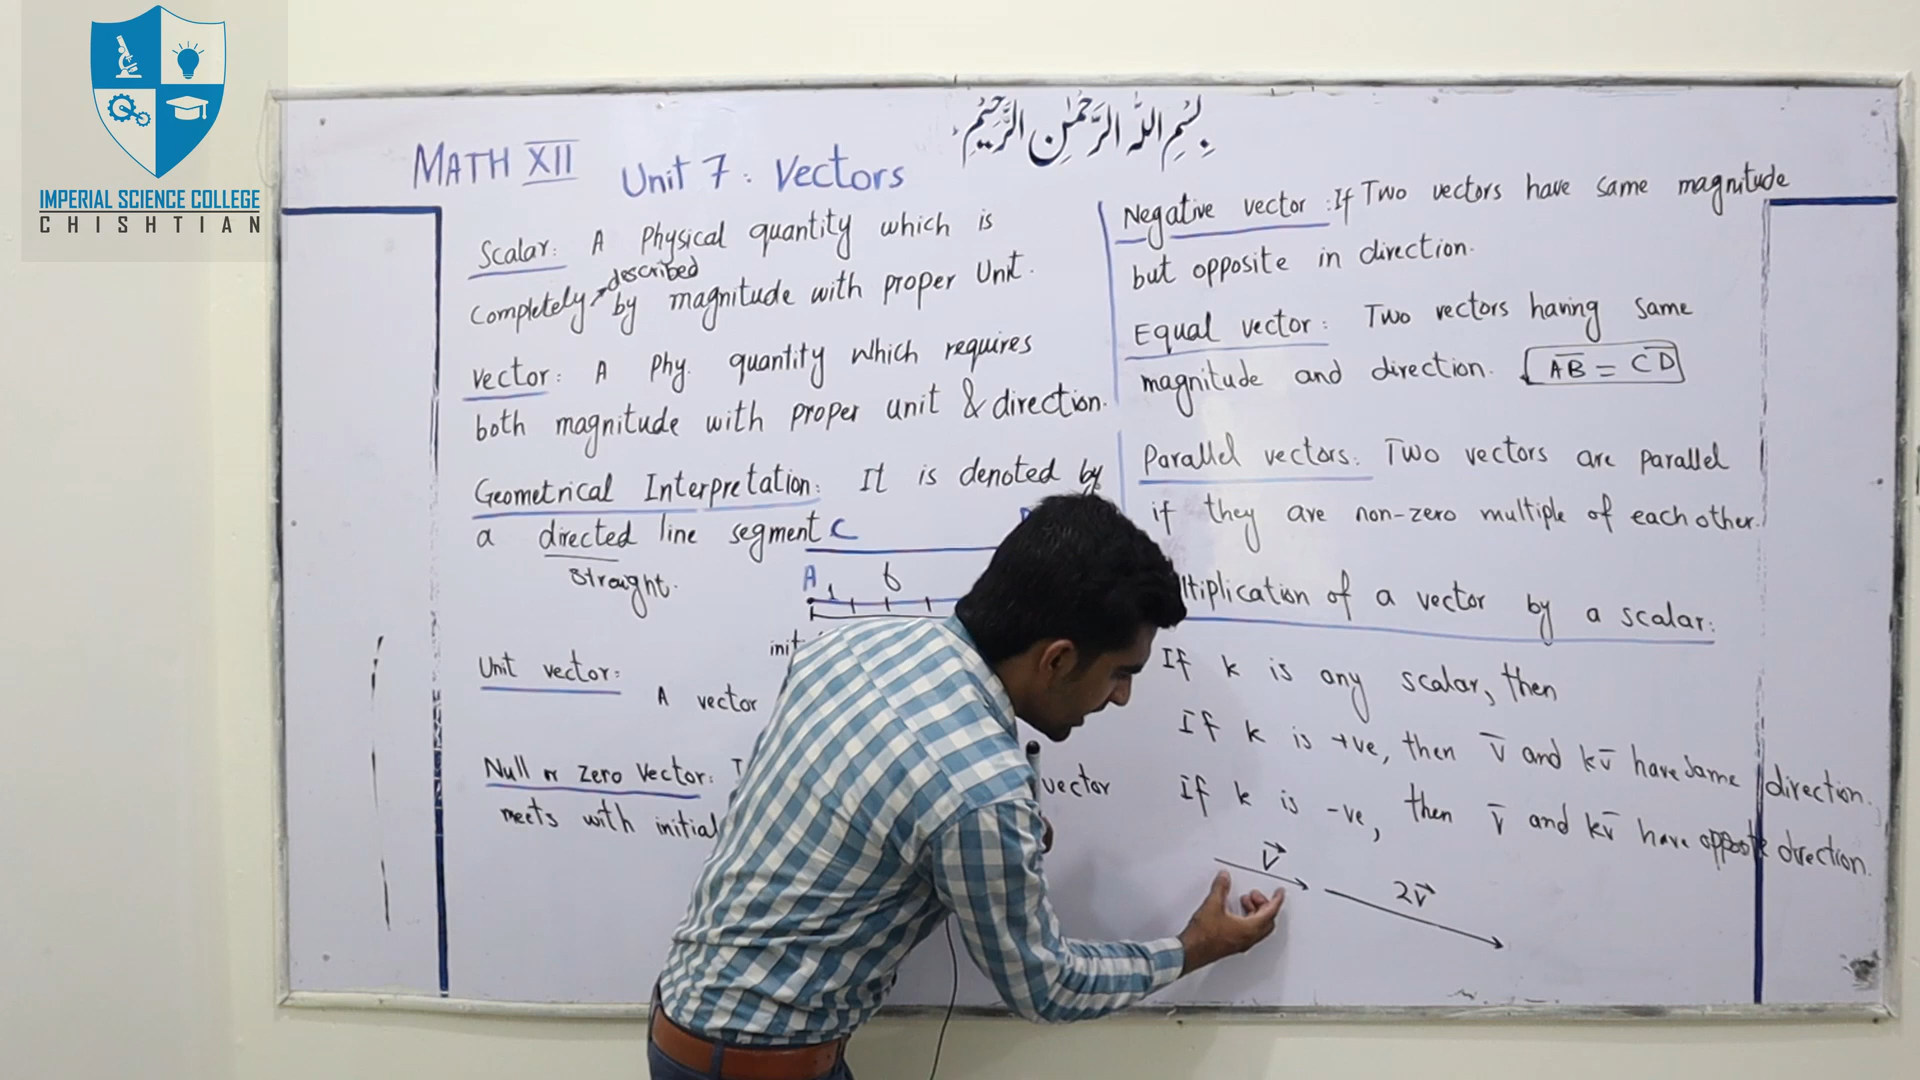 IMPERIAL SCIENCE COLLEGE
CHISHTIAN
بِسْمِ اللهِ الرَّحْمٰنِ الرَّحِيْمِ
MATH XII
Unit 7: Vectors
Scalar: A Physical quantity which is
described
Completely by magnitude with proper Unit.
Vector: A Phy. quantity which requires
both magnitude with proper unit & direction.
Geometrical Interpretation: It is denoted by
a directed line segment C
straight.
A 1 6
init
Unit vector:
A vector
Null or zero Vector:
vector
meets with initial
Negative vector: If Two vectors have same magnitude
but opposite in direction.
Equal vector: Two vectors having same
magnitude and direction. A̅B̅ = C̅D̅
Parallel vectors: Two vectors are parallel
if they are non-zero multiple of each other.
ltiplication of a vector by a scalar:
If k is any scalar, then
If k is +ve, then v̅ and kv̅ have same direction.
If k is -ve, then v̅ and kv̅ have opposite direction.
v⃗
2v⃗